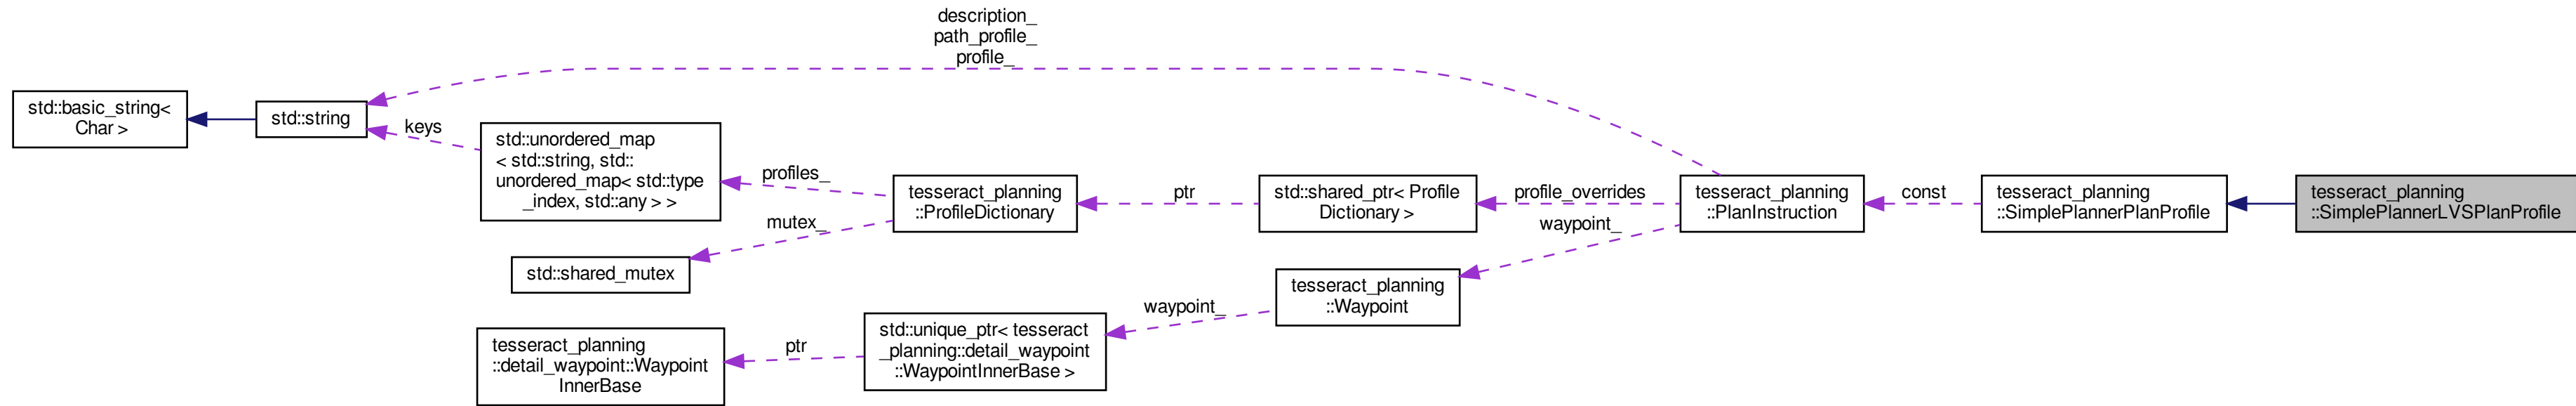 description_
path_profile_
profile_
std::basic_string<
Char >
std::string
keys
std::unordered_map
< std::string, std::
unordered_map< std::type
_index, std::any > >
profiles_
mutex_
std::shared_mutex
tesseract_planning
::ProfileDictionary
ptr
std::shared_ptr< Profile
Dictionary >
profile_overrides
waypoint_
tesseract_planning
::PlanInstruction
const
tesseract_planning
::SimplePlannerPlanProfile
tesseract_planning
::SimplePlannerLVSPlanProfile
tesseract_planning
::Waypoint
waypoint_
std::unique_ptr< tesseract
_planning::detail_waypoint
::WaypointInnerBase >
ptr
tesseract_planning
::detail_waypoint::Waypoint
InnerBase